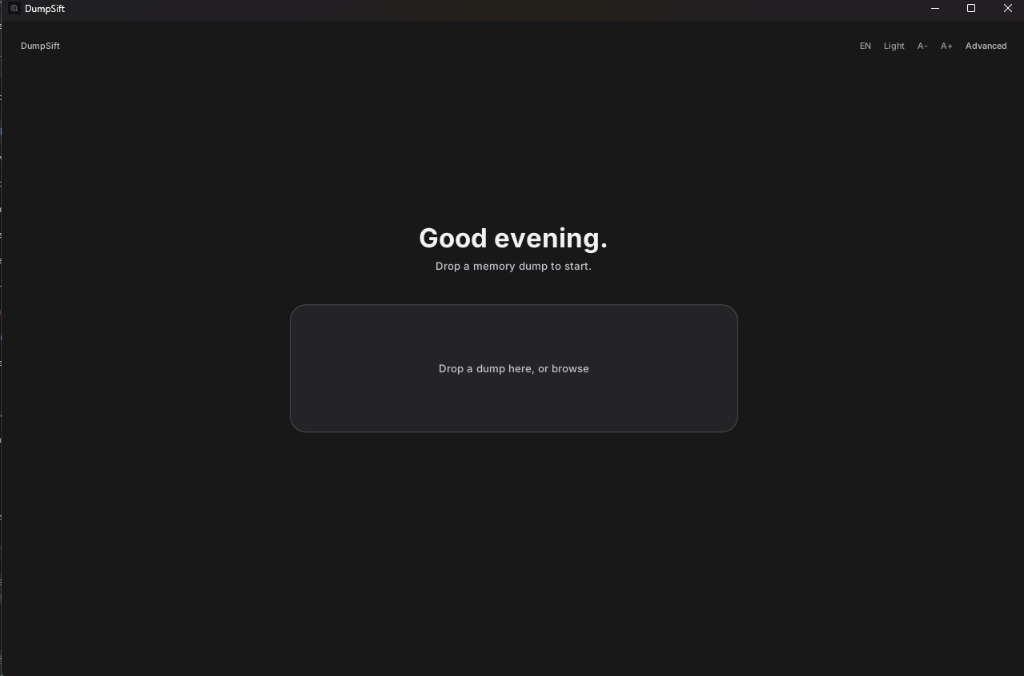 DumpSift
DumpSift
EN Light A- A+ Advanced
Good evening.
Drop a memory dump to start.
Drop a dump here, or browse